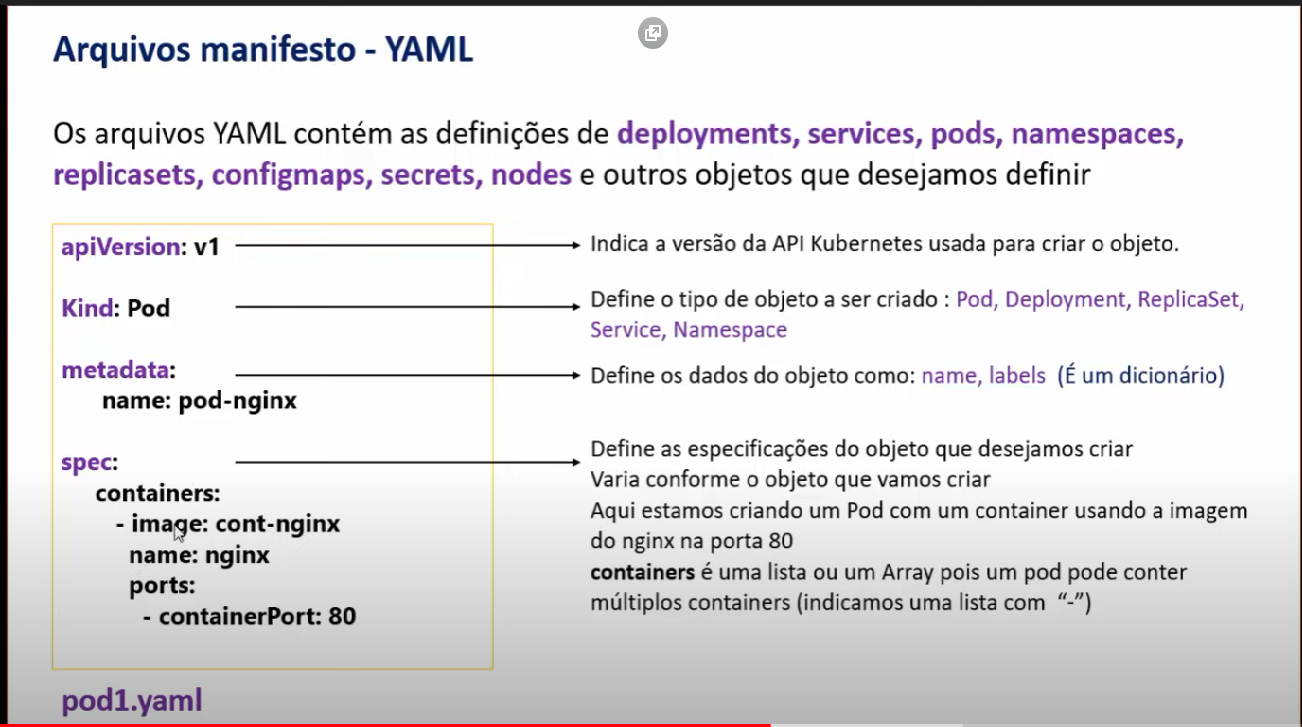 Arquivos manifesto - YAML
Os arquivos YAML contém as definições de deployments, services, pods, namespaces,
replicasets, configmaps, secrets, nodes e outros objetos que desejamos definir
apiVersion: v1
Indica a versão da API Kubernetes usada para criar o objeto.
Kind: Pod
Define o tipo de objeto a ser criado : Pod, Deployment, ReplicaSet,
Service, Namespace
metadata:
name: pod-nginx
Define os dados do objeto como: name, labels (É um dicionário)
spec:
containers:
- image: cont-nginx
name: nginx
ports:
- containerPort: 80
Define as especificações do objeto que desejamos criar
Varia conforme o objeto que vamos criar
Aqui estamos criando um Pod com um container usando a imagem
do nginx na porta 80
containers é uma lista ou um Array pois um pod pode conter
múltiplos containers (indicamos uma lista com “-”)
pod1.yaml